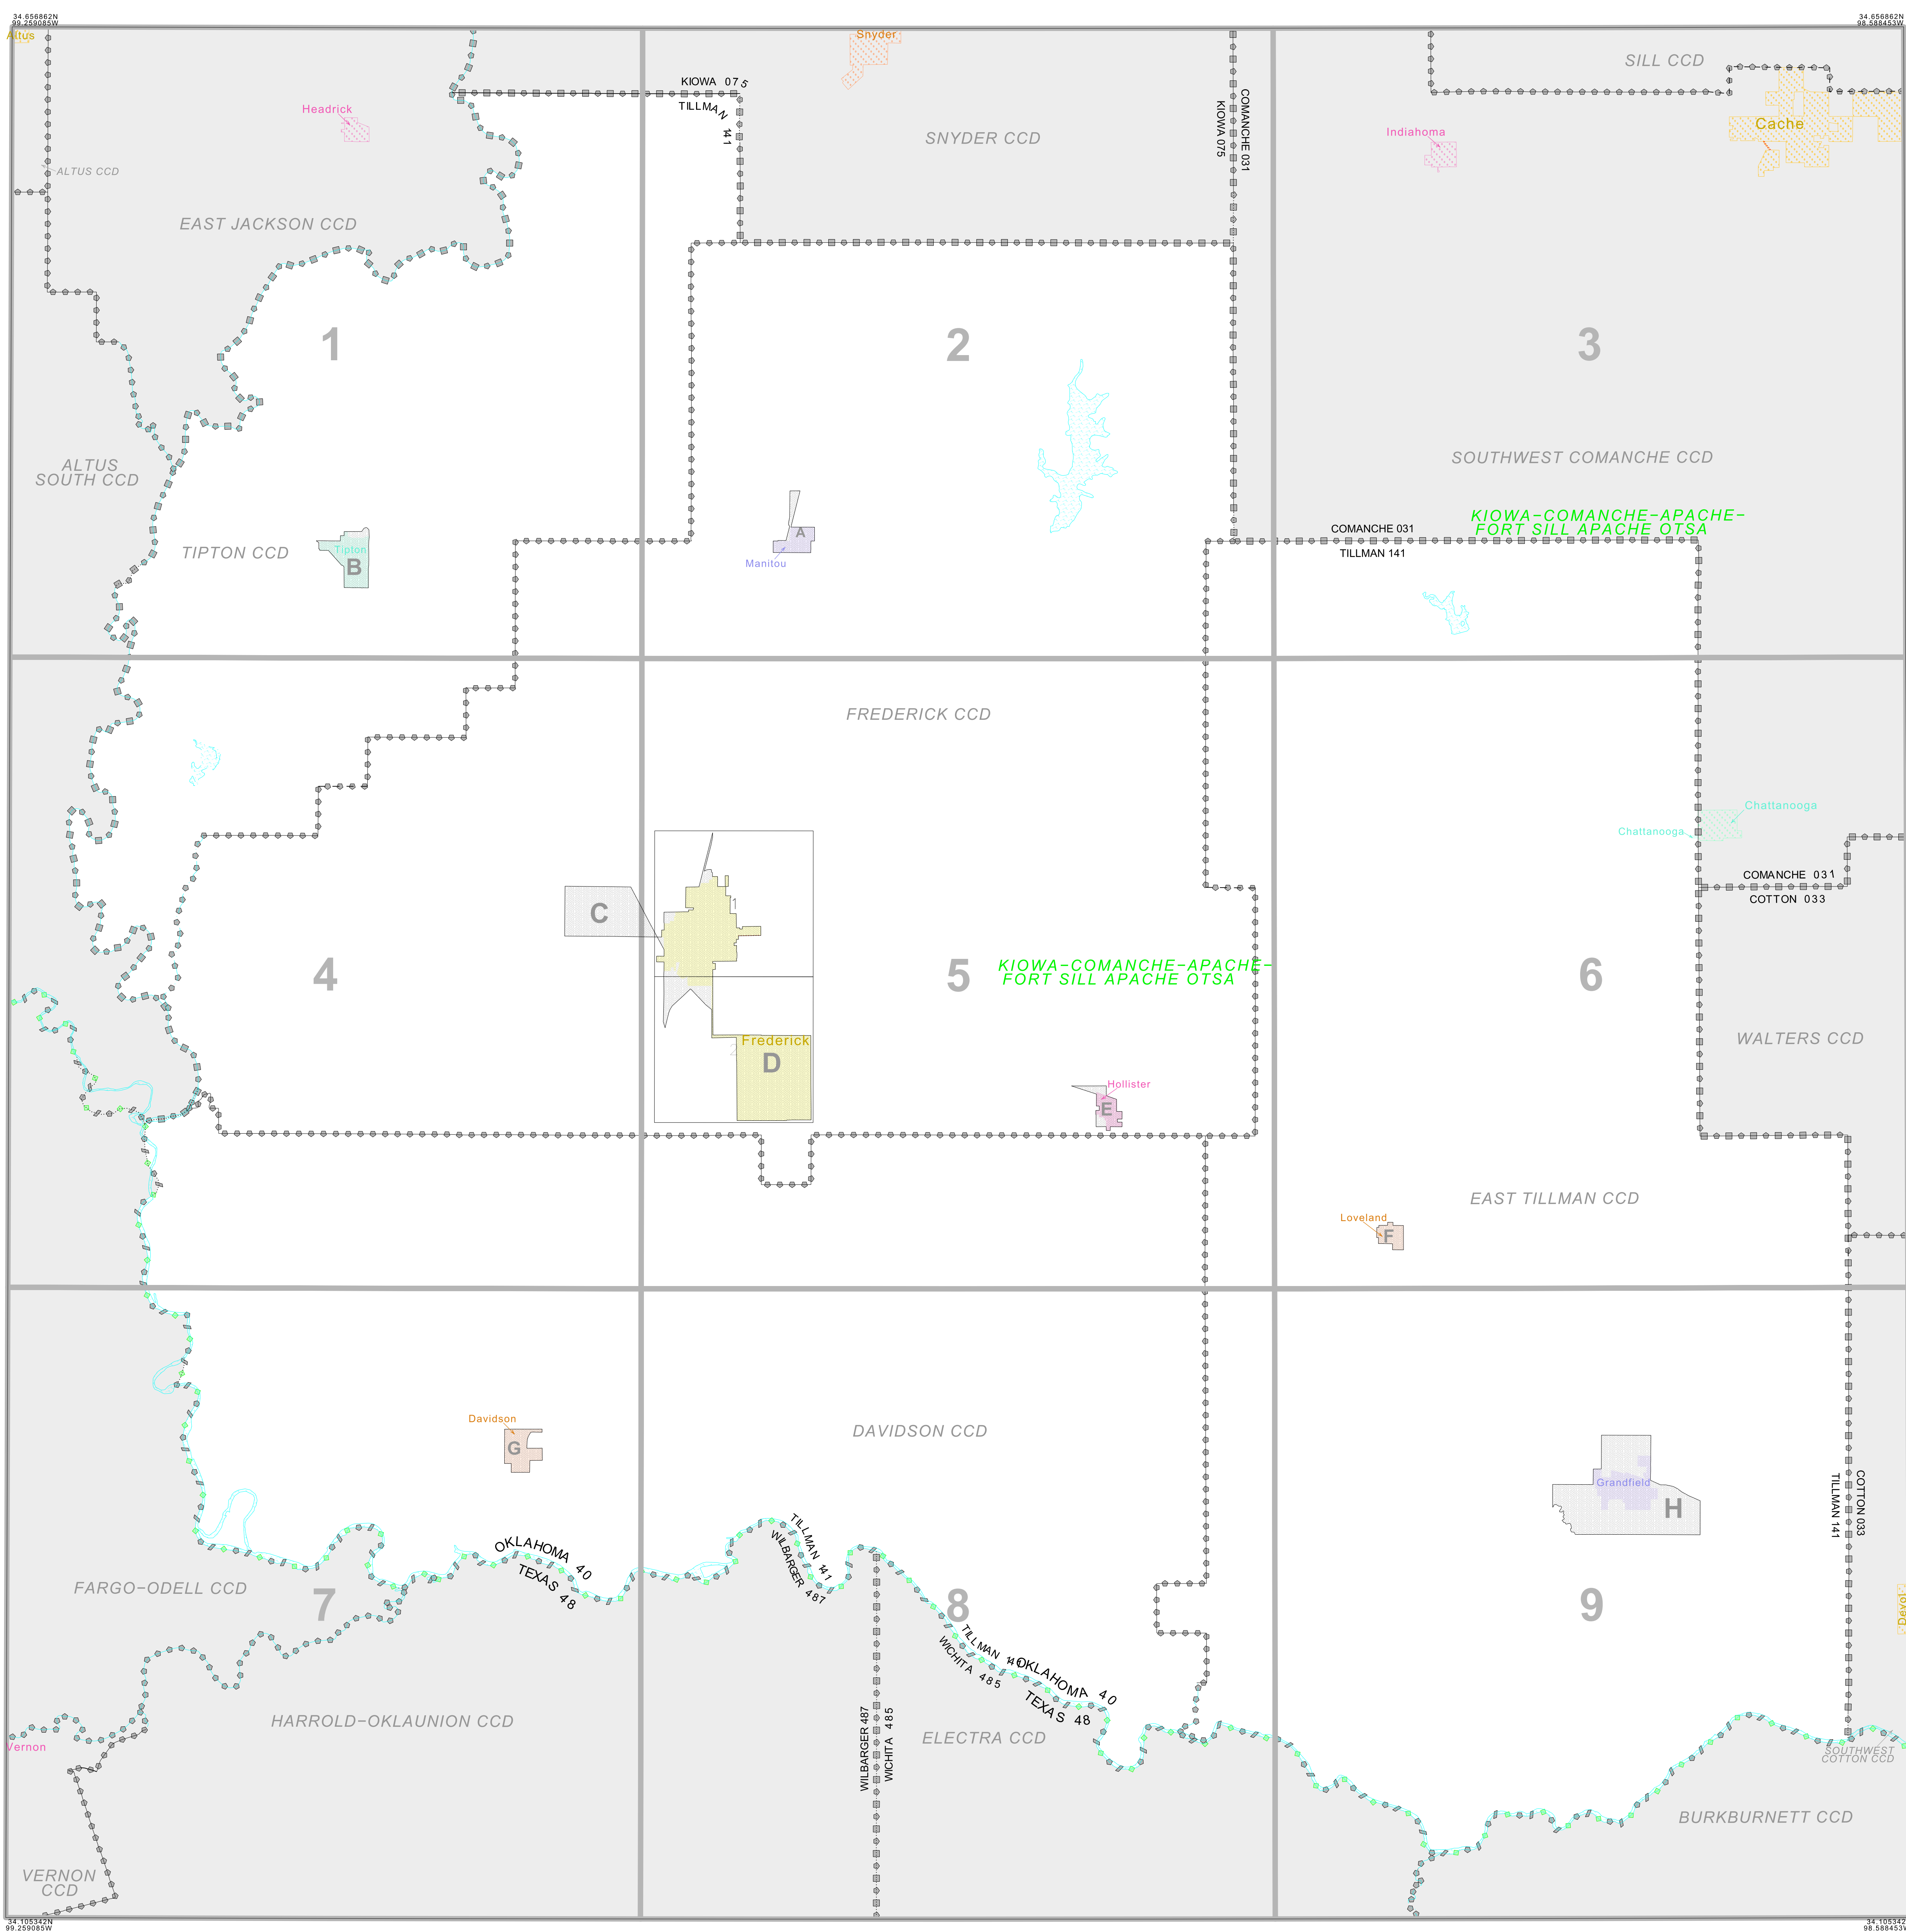 34.656862N
99.259085W
34.656862N
98.588453W
Altus
Snyder
SILL CCD
KIOWA 075
TILLMAN 141
COMANCHE 031
KIOWA 075
Headrick
SNYDER CCD
Indiahoma
Cache
ALTUS CCD
EAST JACKSON CCD
1
2
3
ALTUS
SOUTH CCD
SOUTHWEST COMANCHE CCD
KIOWA-COMANCHE-APACHE-
FORT SILL APACHE OTSA
COMANCHE 031
TILLMAN 141
TIPTON CCD
Tipton
B
A
Manitou
FREDERICK CCD
Chattanooga
Chattanooga
COMANCHE 031
COTTON 033
C
1
4
5
6
KIOWA-COMANCHE-APACHE-
FORT SILL APACHE OTSA
WALTERS CCD
Frederick
2
D
Hollister
E
EAST TILLMAN CCD
Loveland
F
Davidson
G
DAVIDSON CCD
Grandfield
H
COTTON 033
TILLMAN 141
OKLAHOMA 40
TEXAS 48
TILLMAN 141
WILBARGER 487
FARGO-ODELL CCD
7
8
9
Devol
TILLMAN 141
WICHITA 485
OKLAHOMA 40
TEXAS 48
HARROLD-OKLAUNION CCD
WILBARGER 487
WICHITA 485
ELECTRA CCD
Vernon
SOUTHWEST
COTTON CCD
BURKBURNETT CCD
VERNON
CCD
34.105342N
99.259085W
34.105342
98.588453W